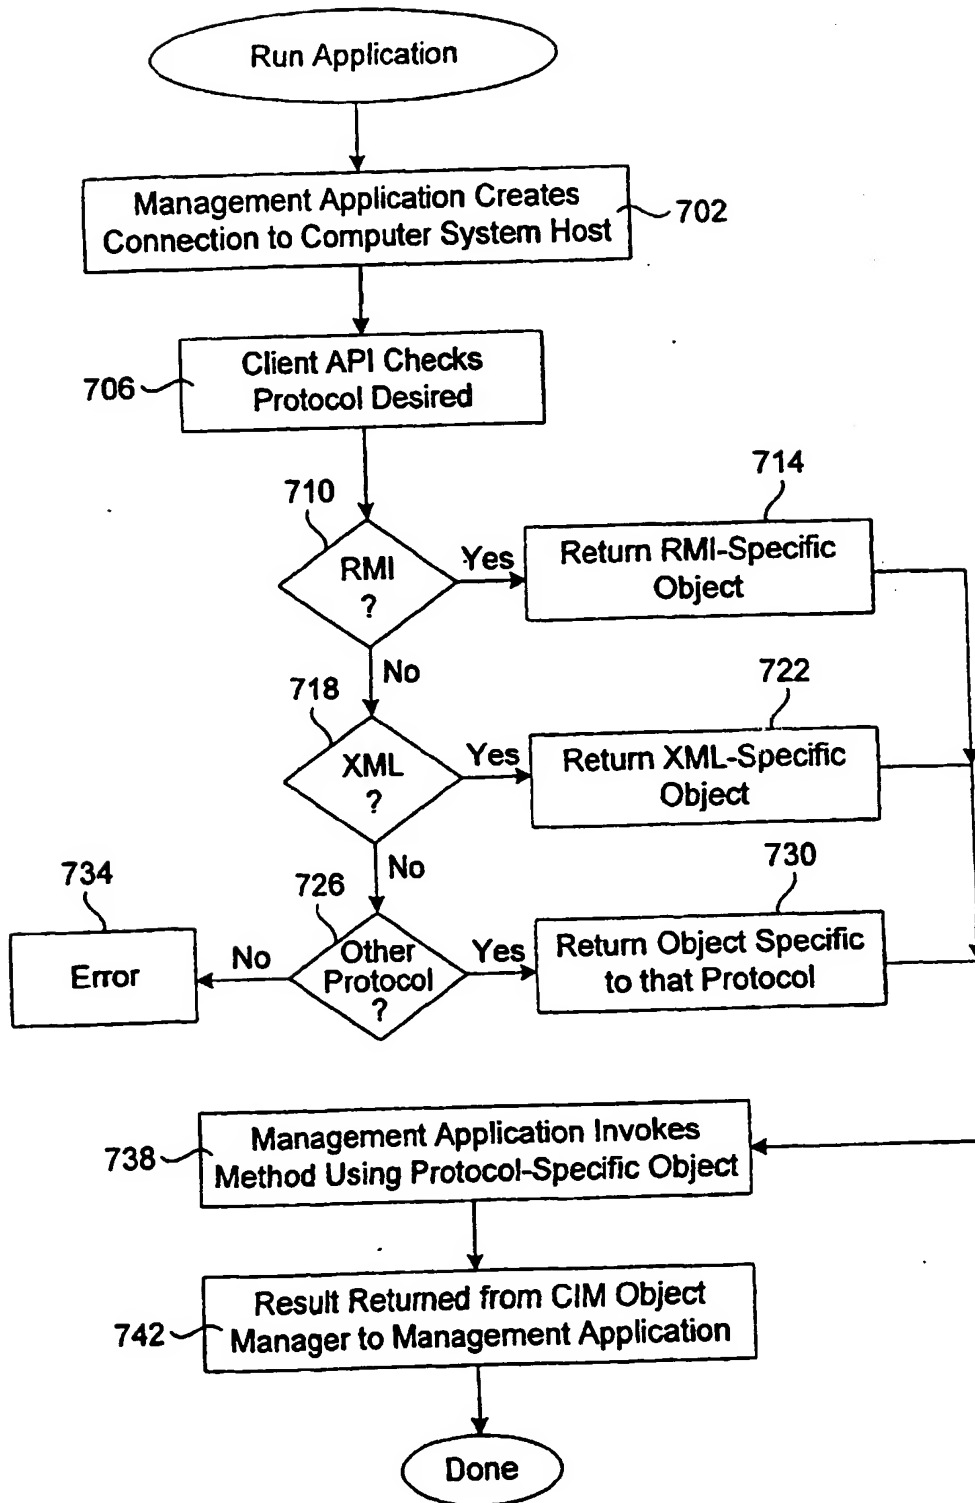 Run Application
Management Application Creates
Connection to Computer System Host
702
Client API Checks
Protocol Desired
706
710
RMI
?
Yes
714
Return RMI-Specific
Object
No
718
XML
?
Yes
722
Return XML-Specific
Object
No
726
Other
Protocol
?
Yes
730
Return Object Specific
to that Protocol
No
734
Error
738
Management Application Invokes
Method Using Protocol-Specific Object
742
Result Returned from CIM Object
Manager to Management Application
Done